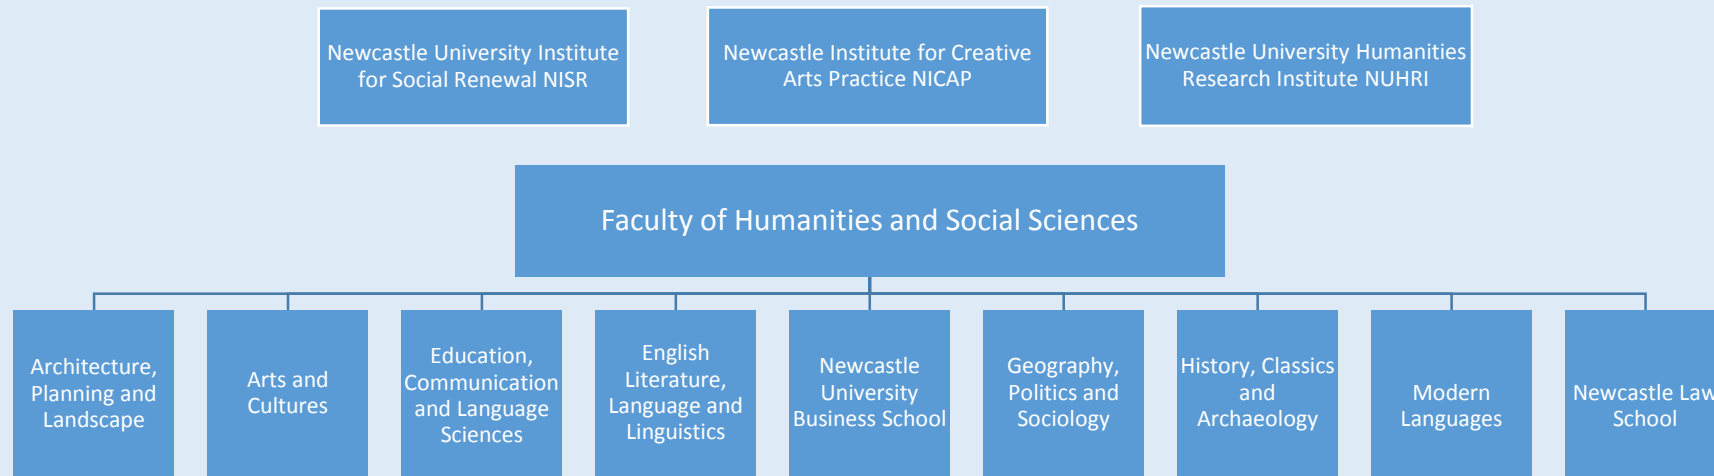 Newcastle University Institute
for Social Renewal NISR
Newcastle Institute for Creative
Arts Practice NICAP
Newcastle University Humanities
Research Institute NUHRI
Faculty of Humanities and Social Sciences
Architecture,
Planning and
Landscape
Arts and
Cultures
Education,
Communication
and Language
Sciences
English
Literature,
Language and
Linguistics
Newcastle
University
Business School
Geography,
Politics and
Sociology
History, Classics
and
Archaeology
Modern
Languages
Newcastle Law
School